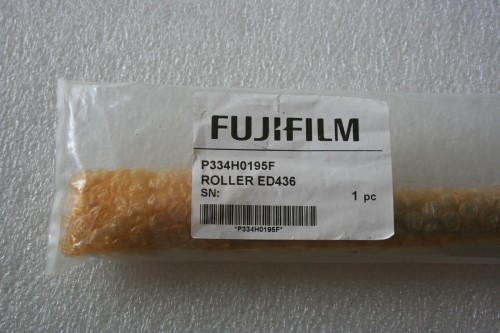 FUJIFILM
P334H0195F
ROLLER ED436
SN:
1 pc
*P334H0195F*